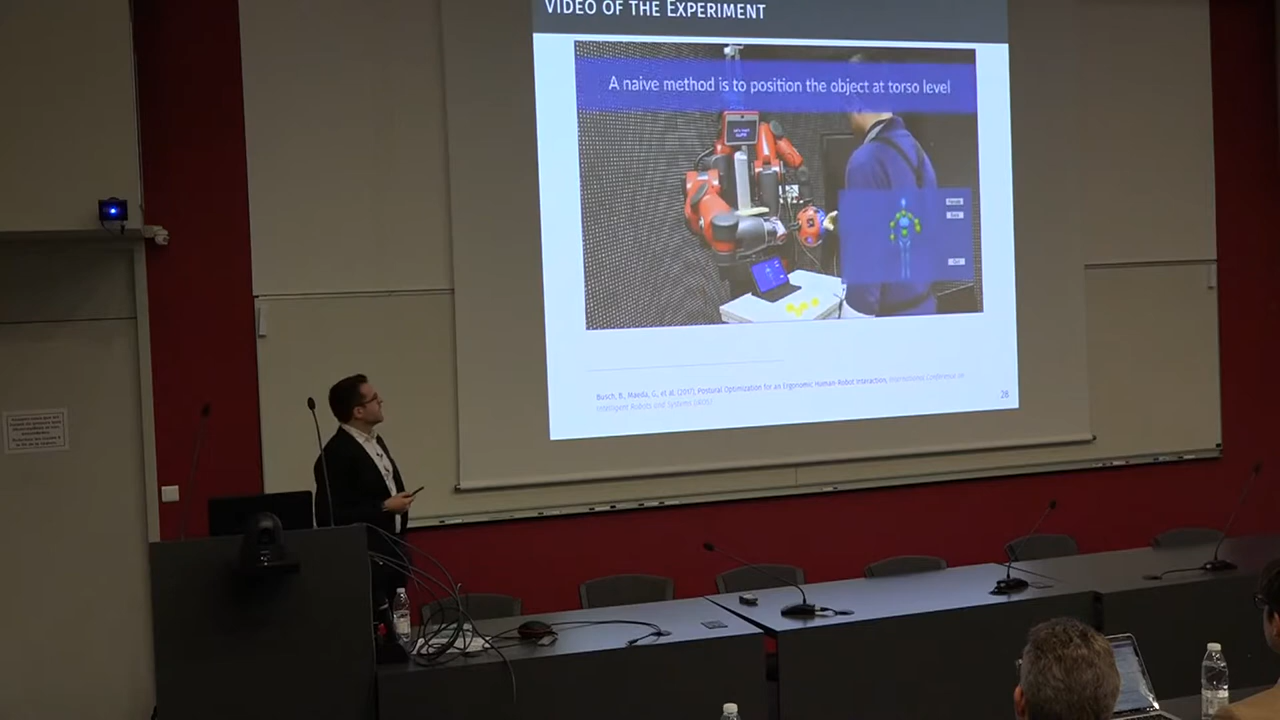 VIDEO OF THE EXPERIMENT
A naive method is to position the object at torso level
Busch, B., Maeda, G., et al. (2017), Postural Optimization for an Ergonomic Human-Robot Interaction, International Conference on
Intelligent Robots and Systems (IROS)
28